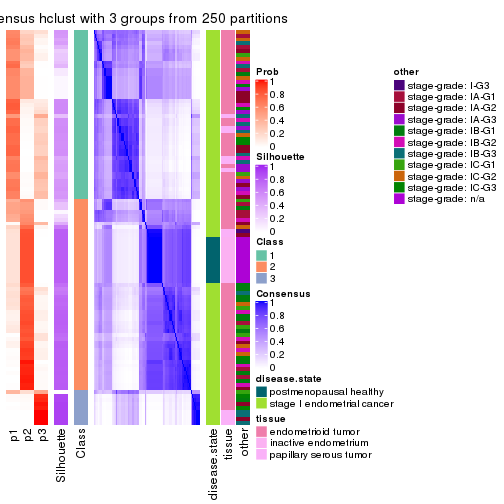 ensus hclust with 3 groups from 250 partitions
Prob
1
0.8
0.6
0.4
0.2
0
Silhouette
1
0.8
0.6
0.4
0.2
0
Class
1
2
3
Consensus
1
0.8
0.6
0.4
0.2
0
disease.state
postmenopausal healthy
stage I endometrial cancer
tissue
endometrioid tumor
inactive endometrium
papillary serous tumor
other
stage-grade: I-G3
stage-grade: IA-G1
stage-grade: IA-G2
stage-grade: IA-G3
stage-grade: IB-G1
stage-grade: IB-G2
stage-grade: IB-G3
stage-grade: IC-G1
stage-grade: IC-G2
stage-grade: IC-G3
stage-grade: n/a
p1
p2
p3
Silhouette
Class
disease.state
tissue
other